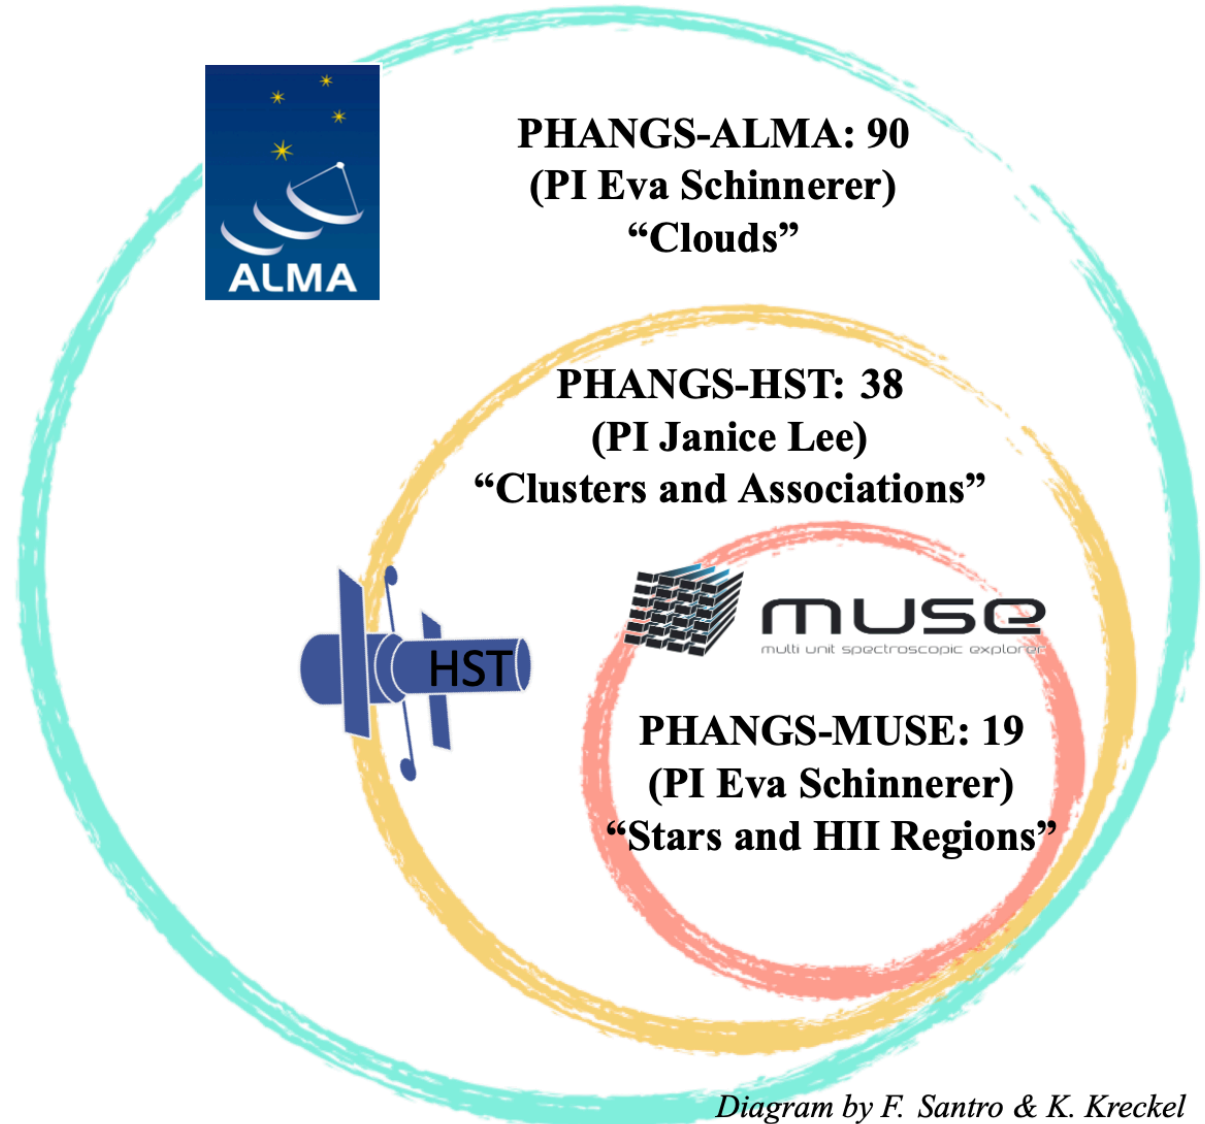 ALMA
PHANGS-ALMA: 90
(PI Eva Schinnerer)
“Clouds”
PHANGS-HST: 38
(PI Janice Lee)
“Clusters and Associations”
HST
muse
multi unit spectroscopic explorer
PHANGS-MUSE: 19
(PI Eva Schinnerer)
“Stars and HII Regions”
Diagram by F. Santro & K. Kreckel